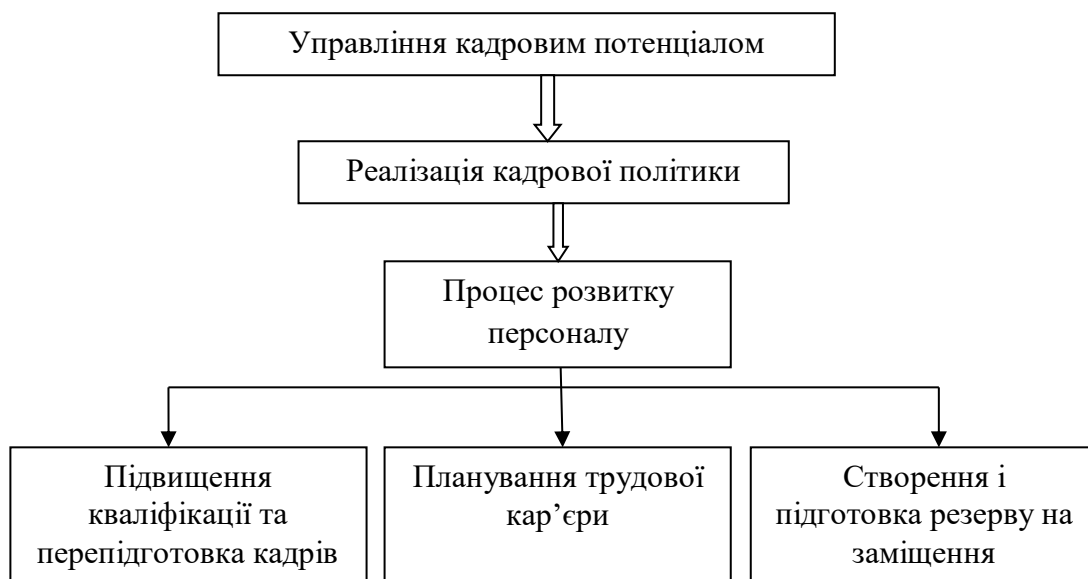 Управління кадровим потенціалом
Реалізація кадрової політики
Процес розвитку
персоналу
Підвищення
кваліфікації та
перепідготовка кадрів
Планування трудової
кар’єри
Створення і
підготовка резерву на
заміщення